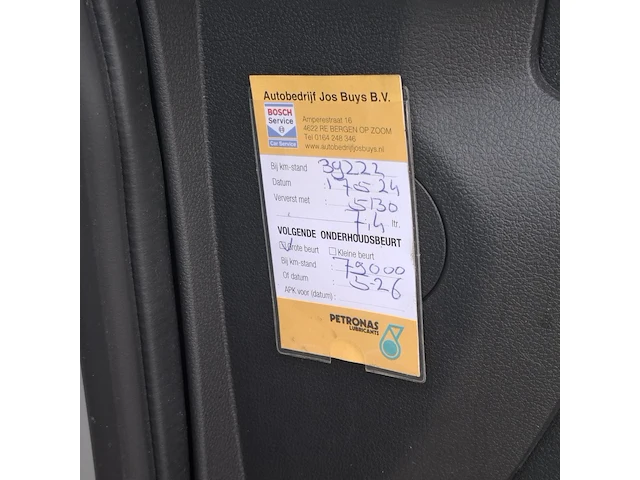 Autobedrijf Jos Buys B.V.
BOSCH
Service
Car Service
Amperestraat 16
4622 RE BERGEN OP ZOOM
Tel 0164 248 346
www.autobedrijfjosbuys.nl
Bij km-stand 39222
Datum : 17 5 24
Ververst met : 5130
7,4 ltr.
VOLGENDE ONDERHOUDSBEURT
Grote beurt Kleine beurt
Bij km-stand : 79000
Of datum : 5-26
APK voor (datum) :
PETRONAS
LUBRICANTS